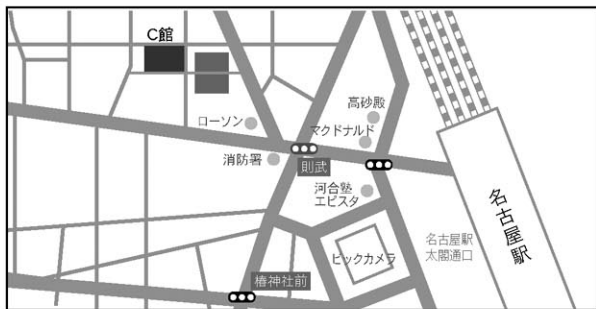 C館
高砂殿
ローソン
マクドナルド
消防署
則武
河合塾
エピスタ
名古屋駅
名古屋駅
太閤通口
ビックカメラ
椿神社前